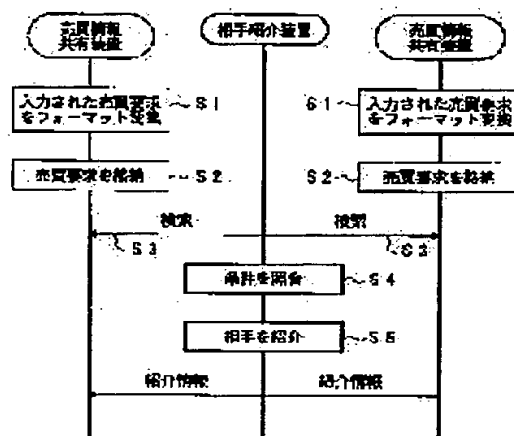 売買情報
共有装置
相手紹介装置
売買情報
共有装置
入力された売買要求
をフォーマット変換
S1
S1
入力された売買要求
をフォーマット変換
売買要求を格納
S2
S2
売買要求を格納
検索
検索
S3
S3
条件を照合
S4
相手を紹介
S5
紹介情報
紹介情報